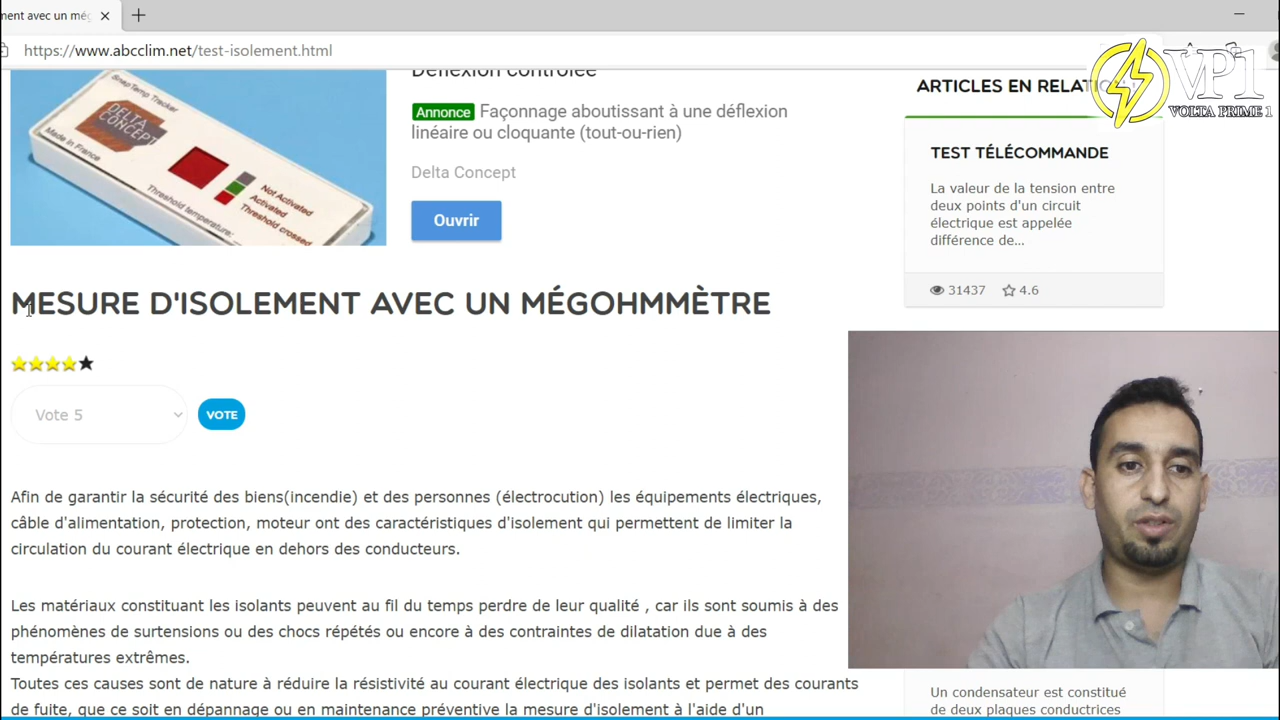 ment avec un mé
https://www.abcclim.net/test-isolement.html
VP1
VOLTA PRIME 1
SnapTemp Tracker
DELTA CONCEPT
Made in France
Not Activated
Activated
Threshold crossed
Threshold temperature:
Déflexion contrôlée
Annonce Façonnage aboutissant à une déflexion
linéaire ou cloquante (tout-ou-rien)
Delta Concept
Ouvrir
ARTICLES EN RELATIO
TEST TÉLÉCOMMANDE
La valeur de la tension entre
deux points d'un circuit
électrique est appelée
différence de...
31437 4.6
MESURE D'ISOLEMENT AVEC UN MÉGOHMMÈTRE
Vote 5
VOTE
Afin de garantir la sécurité des biens(incendie) et des personnes (électrocution) les équipements électriques,
câble d'alimentation, protection, moteur ont des caractéristiques d'isolement qui permettent de limiter la
circulation du courant électrique en dehors des conducteurs.
Les matériaux constituant les isolants peuvent au fil du temps perdre de leur qualité , car ils sont soumis à des
phénomènes de surtensions ou des chocs répétés ou encore à des contraintes de dilatation due à des
températures extrêmes.
Toutes ces causes sont de nature à réduire la résistivité au courant électrique des isolants et permet des courants
de fuite, que ce soit en dépannage ou en maintenance préventive la mesure d'isolement à l'aide d'un
Un condensateur est constitué
de deux plaques conductrices